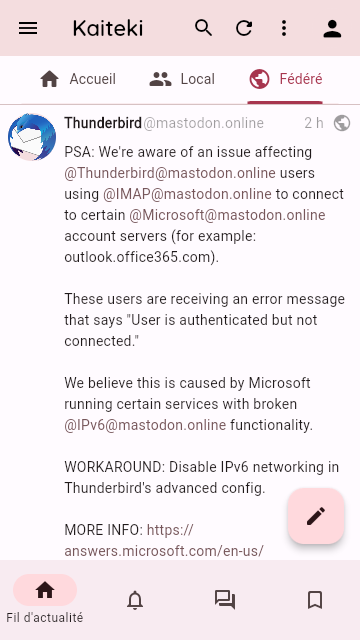 Kaiteki
Accueil
Local
Fédéré
Thunderbird@mastodon.online 2 h
PSA: We're aware of an issue affecting
@Thunderbird@mastodon.online users
using @IMAP@mastodon.online to connect
to certain @Microsoft@mastodon.online
account servers (for example:
outlook.office365.com).
These users are receiving an error message
that says "User is authenticated but not
connected."
We believe this is caused by Microsoft
running certain services with broken
@IPv6@mastodon.online functionality.
WORKAROUND: Disable IPv6 networking in
Thunderbird's advanced config.
MORE INFO: https://
answers.microsoft.com/en-us/
Fil d'actualité